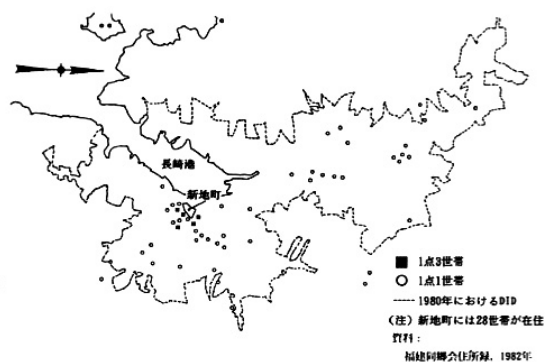 長崎港
新地町
■ 1点3世帯
○ 1点1世帯
---- 1980年におけるDID
(注) 新地町には28世帯が在住
資料:
福建同郷会住所録, 1982年